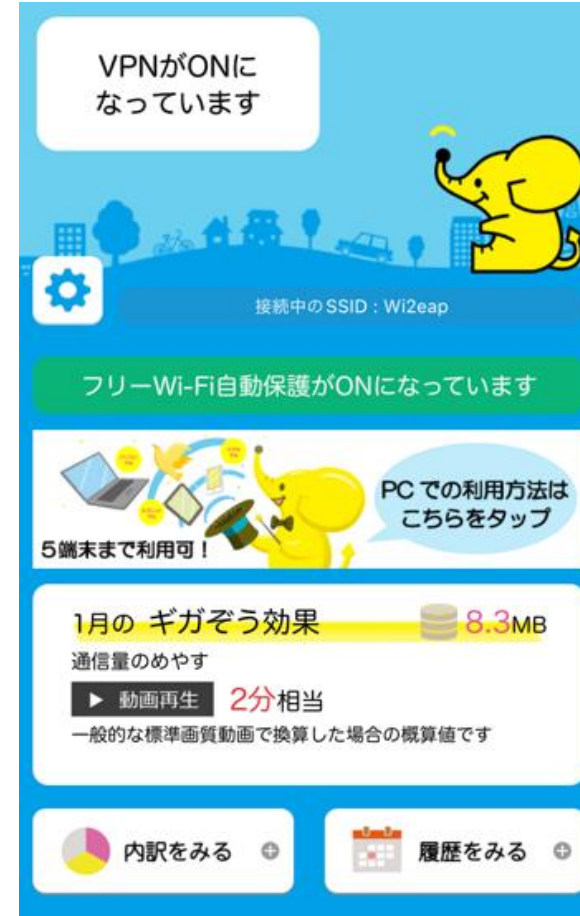 VPNがONに
なっています
接続中のSSID : Wi2eap
フリーWi-Fi自動保護がONになっています
PC での利用方法は
こちらをタップ
5端末まで利用可！
1月の ギガぞう効果 8.3MB
通信量のめやす
動画再生 2分相当
一般的な標準画質動画で換算した場合の概算値です
内訳をみる
履歴をみる